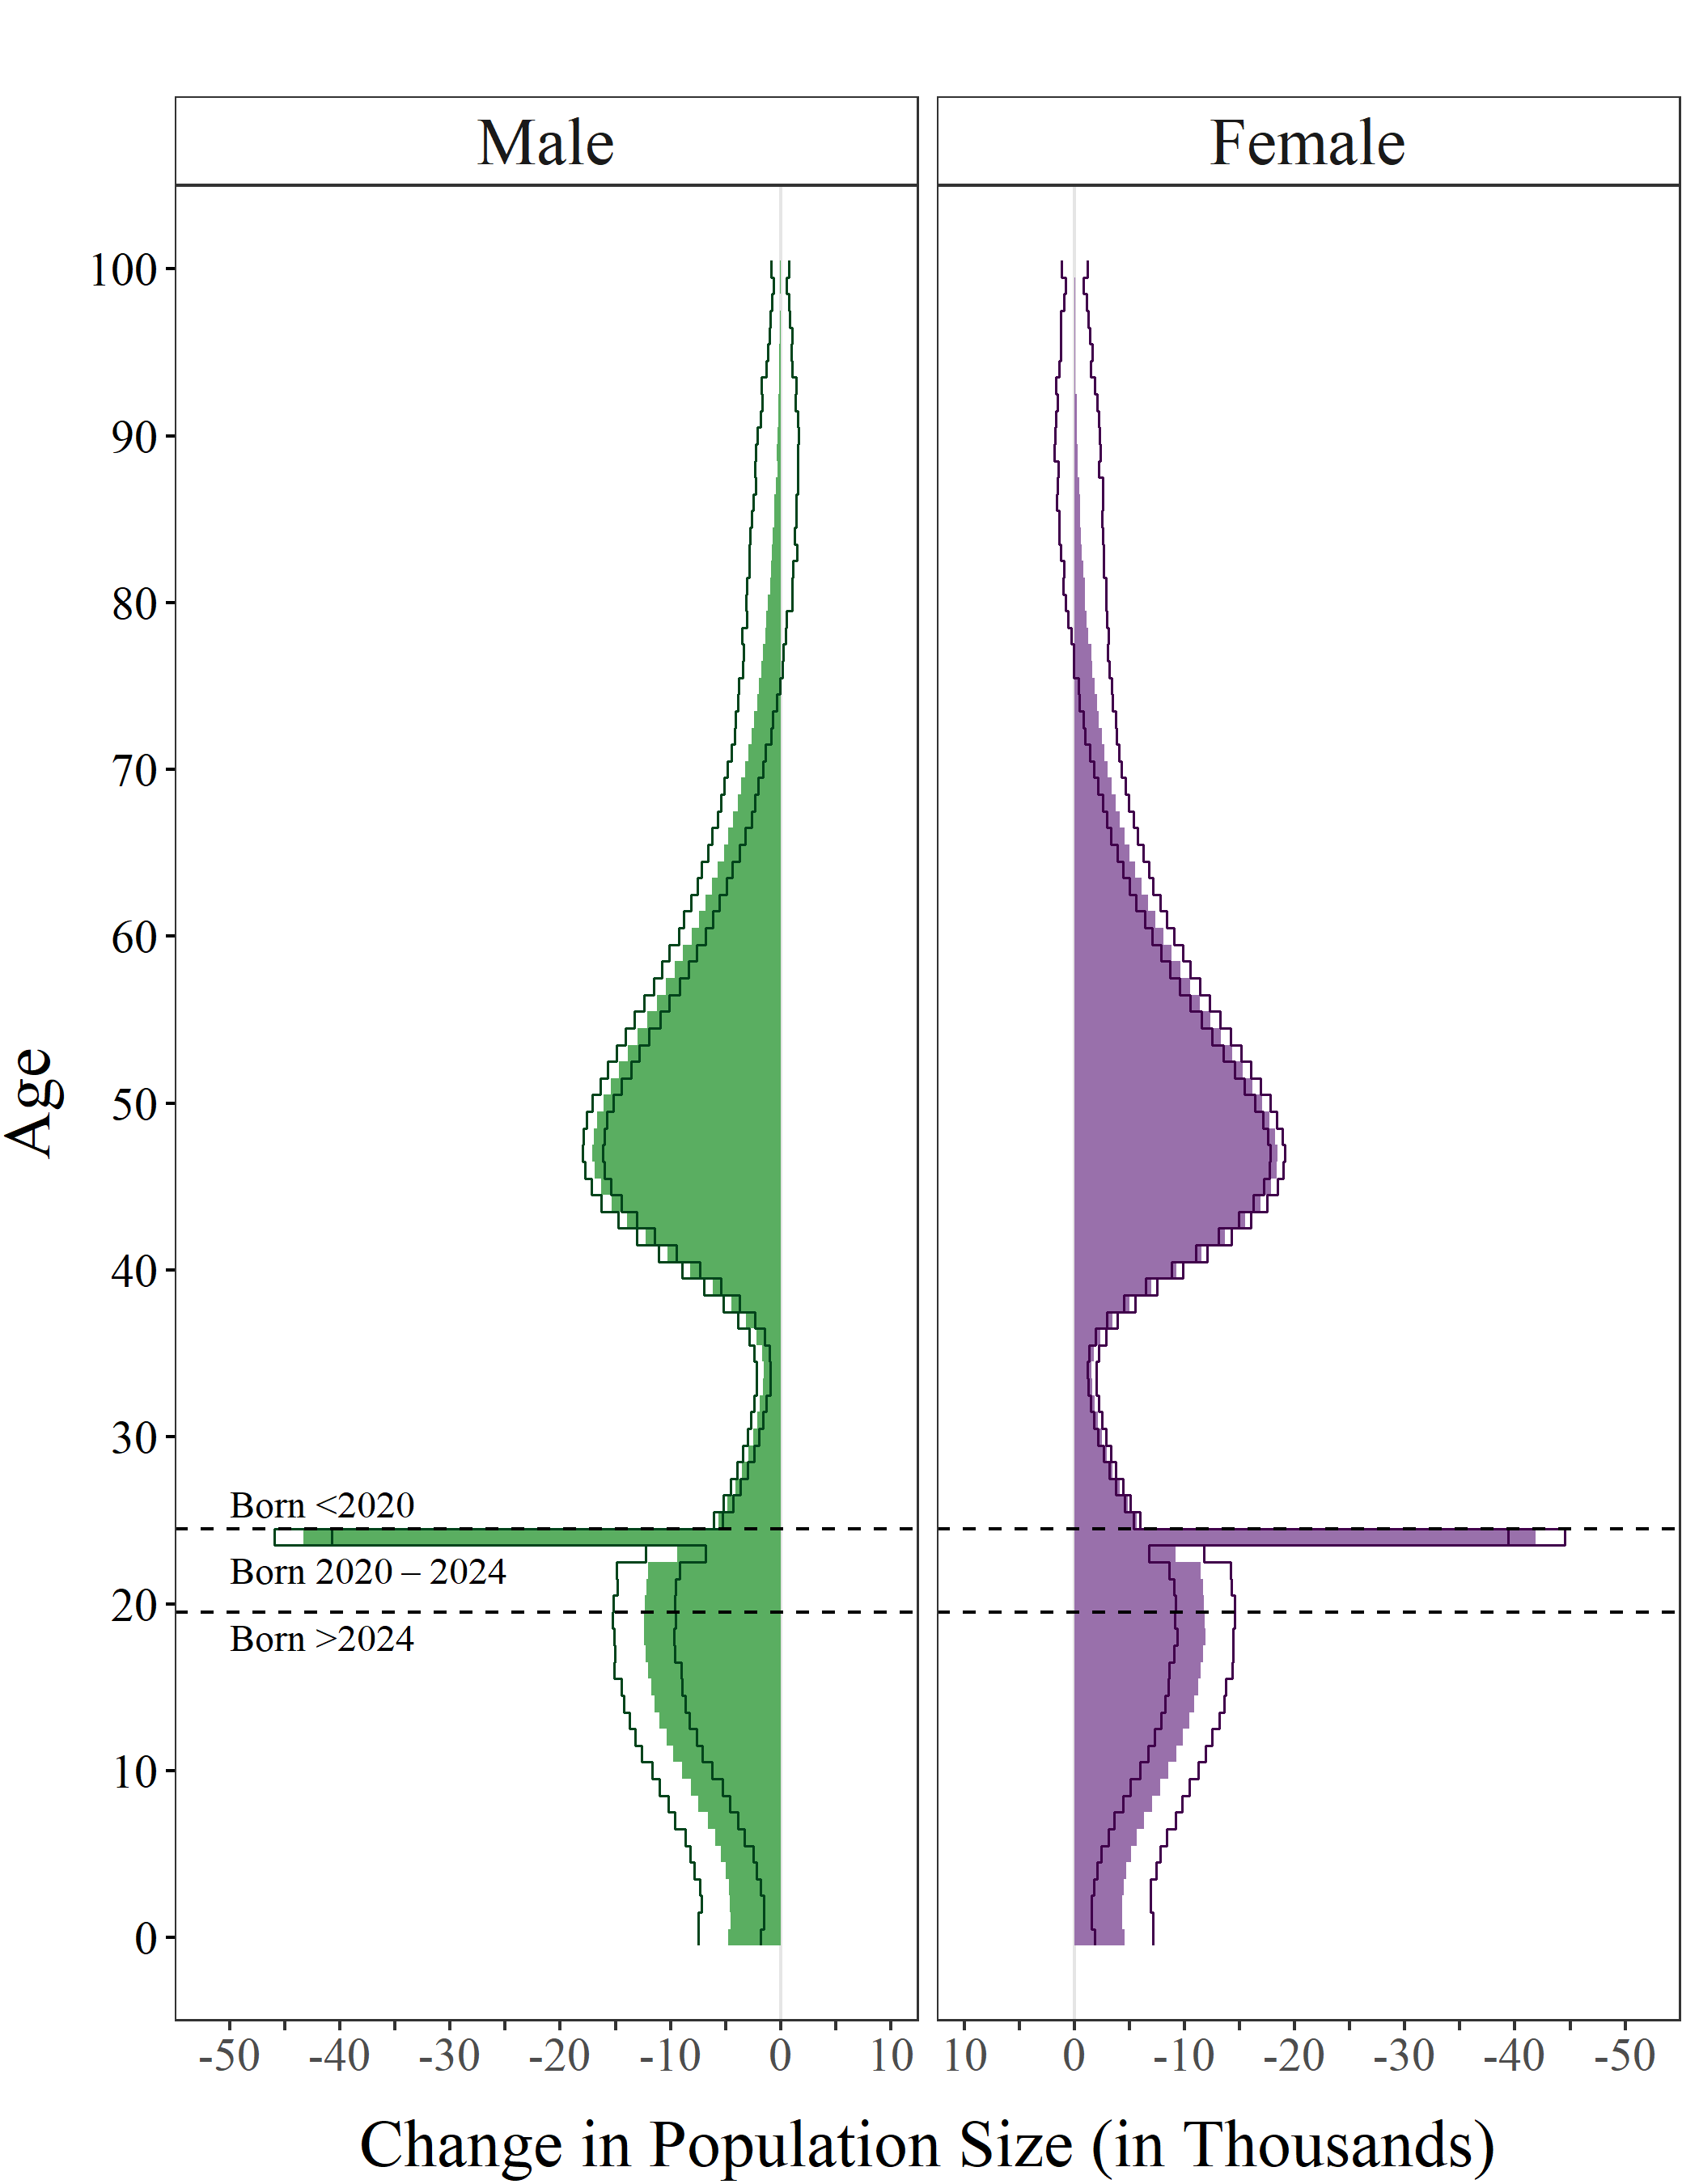 Male Female
100
90
80
70
60
50
40
30
Born <2020
Born 2020 – 2024
20
Born >2024
10
0
Age
-50 -40 -30 -20 -10 0 10 10 0 -10 -20 -30 -40 -50
Change in Population Size (in Thousands)